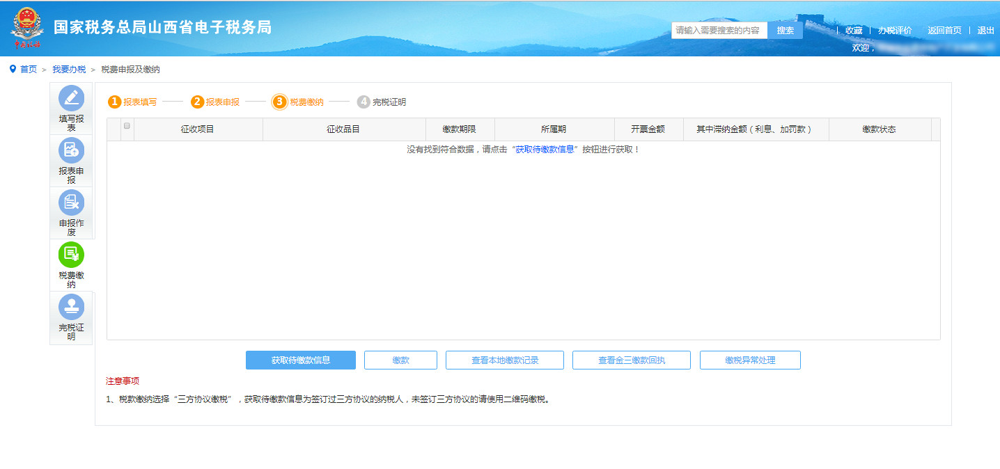 国家税务总局山西省电子税务局
请输入需要搜索的内容 搜索 | 收藏 | 办税评价 返回首页 | 退出
欢迎，
首页 > 我要办税 > 税费申报及缴纳
填写报表
报表申报
申报作废
税费缴纳
完税证明
1 报表填写 2 报表申报 3 税费缴纳 4 完税证明
征收项目 征收品目 缴款期限 所属期 开票金额 其中滞纳金额（利息、加罚款） 缴款状态
没有找到符合数据，请点击“获取待缴款信息”按钮进行获取！
获取待缴款信息 缴款 查看本地缴款记录 查看金三缴款回执 缴税异常处理
注意事项
1、税款缴纳选择“三方协议缴税”，获取待缴款信息为签订过三方协议的纳税人，未签订三方协议的请使用二维码缴税。